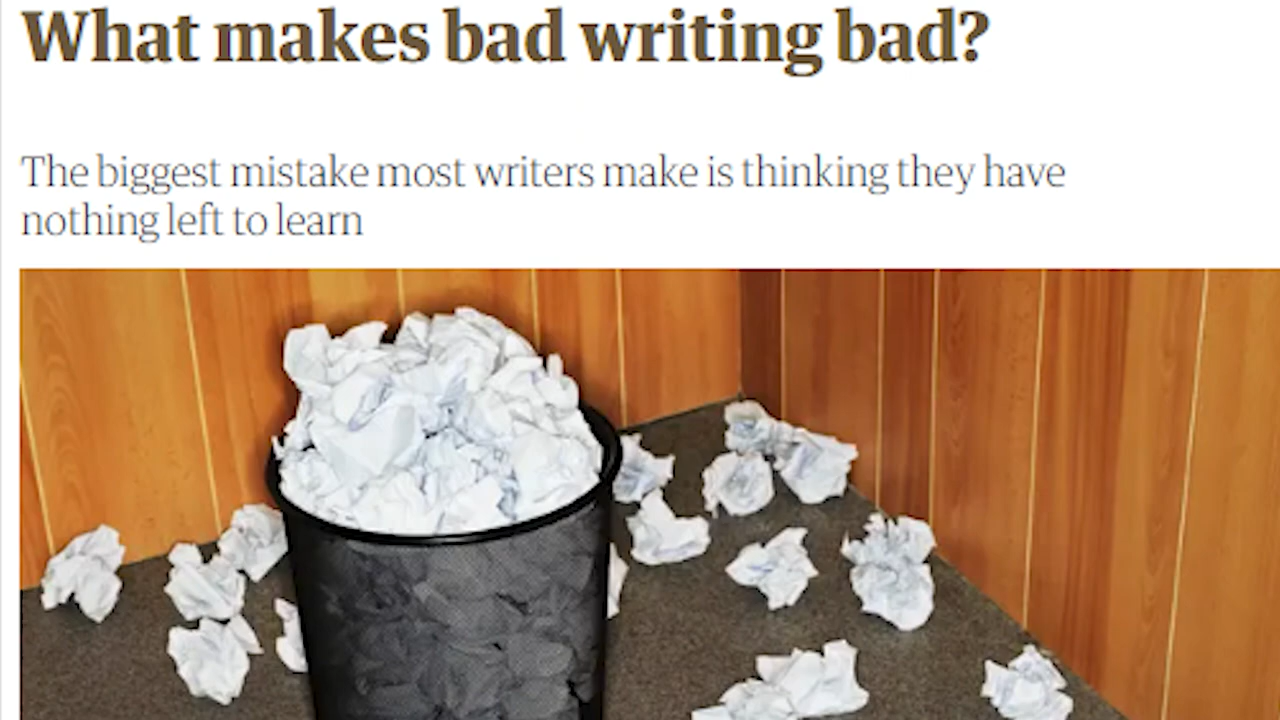 What makes bad writing bad?
The biggest mistake most writers make is thinking they have
nothing left to learn